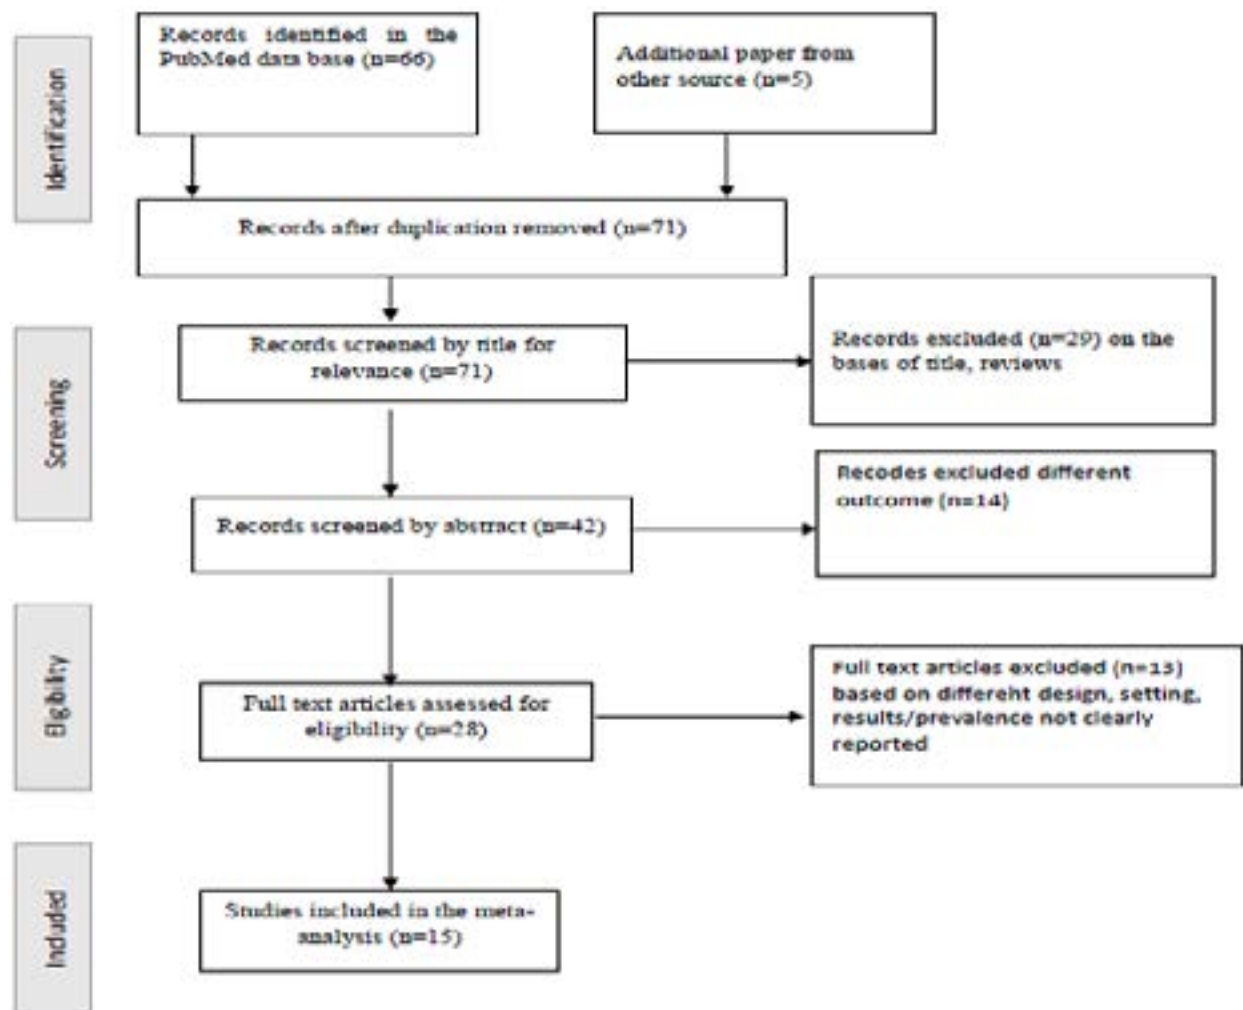 Identification
Records identified in the
PubMed data base (n=66)
Additional paper from
other source (n=5)
Records after duplication removed (n=71)
Screening
Records screened by title for
relevance (n=71)
Records excluded (n=29) on the
bases of title, reviews
Records screened by abstract (n=42)
Recodes excluded different
outcome (n=14)
Eligibility
Full text articles assessed for
eligibility (n=28)
Full text articles excluded (n=13)
based on differeht design, setting,
results/prevalence not clearly
reported
Included
Studies included in the meta-
analysis (n=15)